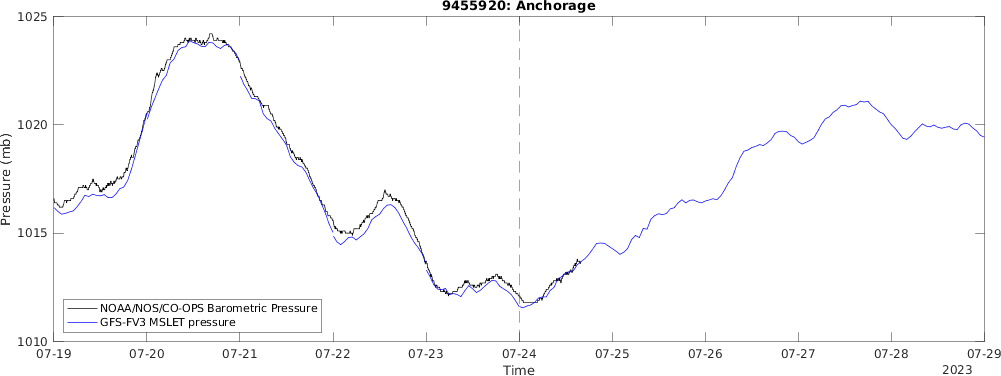 9455920: Anchorage
Pressure (mb)
1025
1020
1015
1010
NOAA/NOS/CO-OPS Barometric Pressure
GFS-FV3 MSLET pressure
07-19 07-20 07-21 07-22 07-23 07-24 07-25 07-26 07-27 07-28 07-29
Time
2023